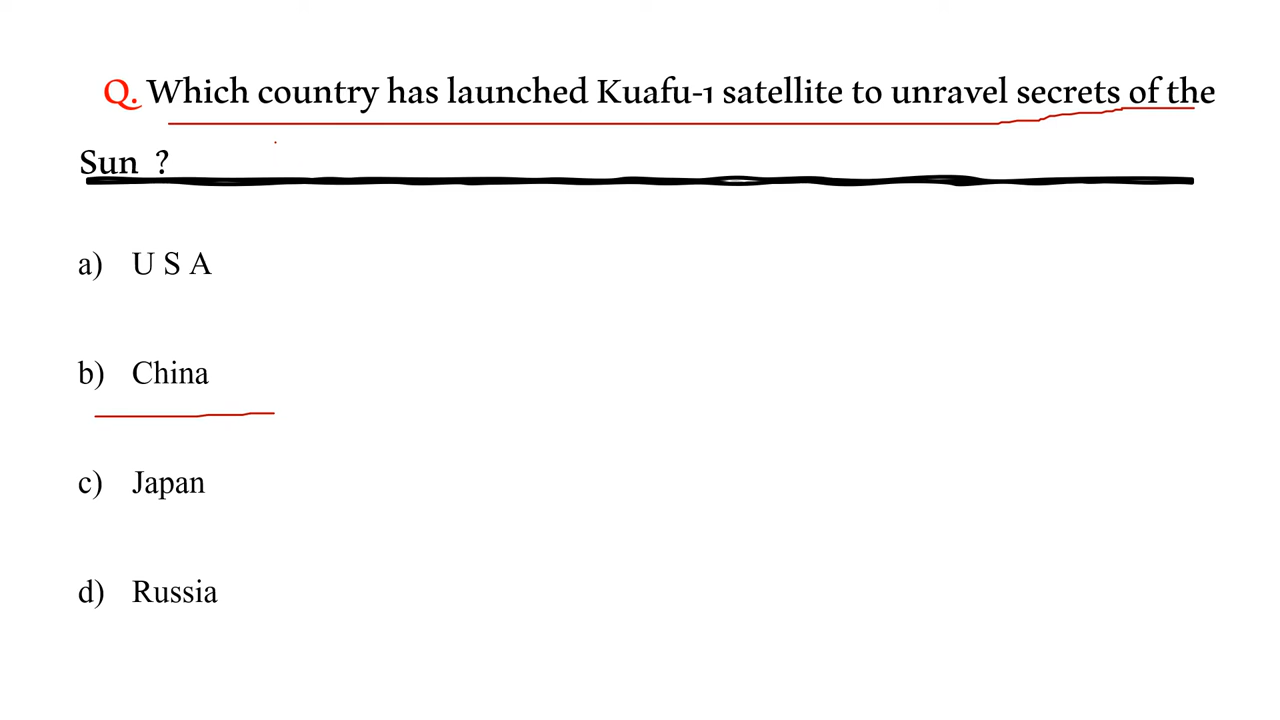 Q. Which country has launched Kuafu-1 satellite to unravel secrets of the
Sun ?
a) U S A
b) China
c) Japan
d) Russia